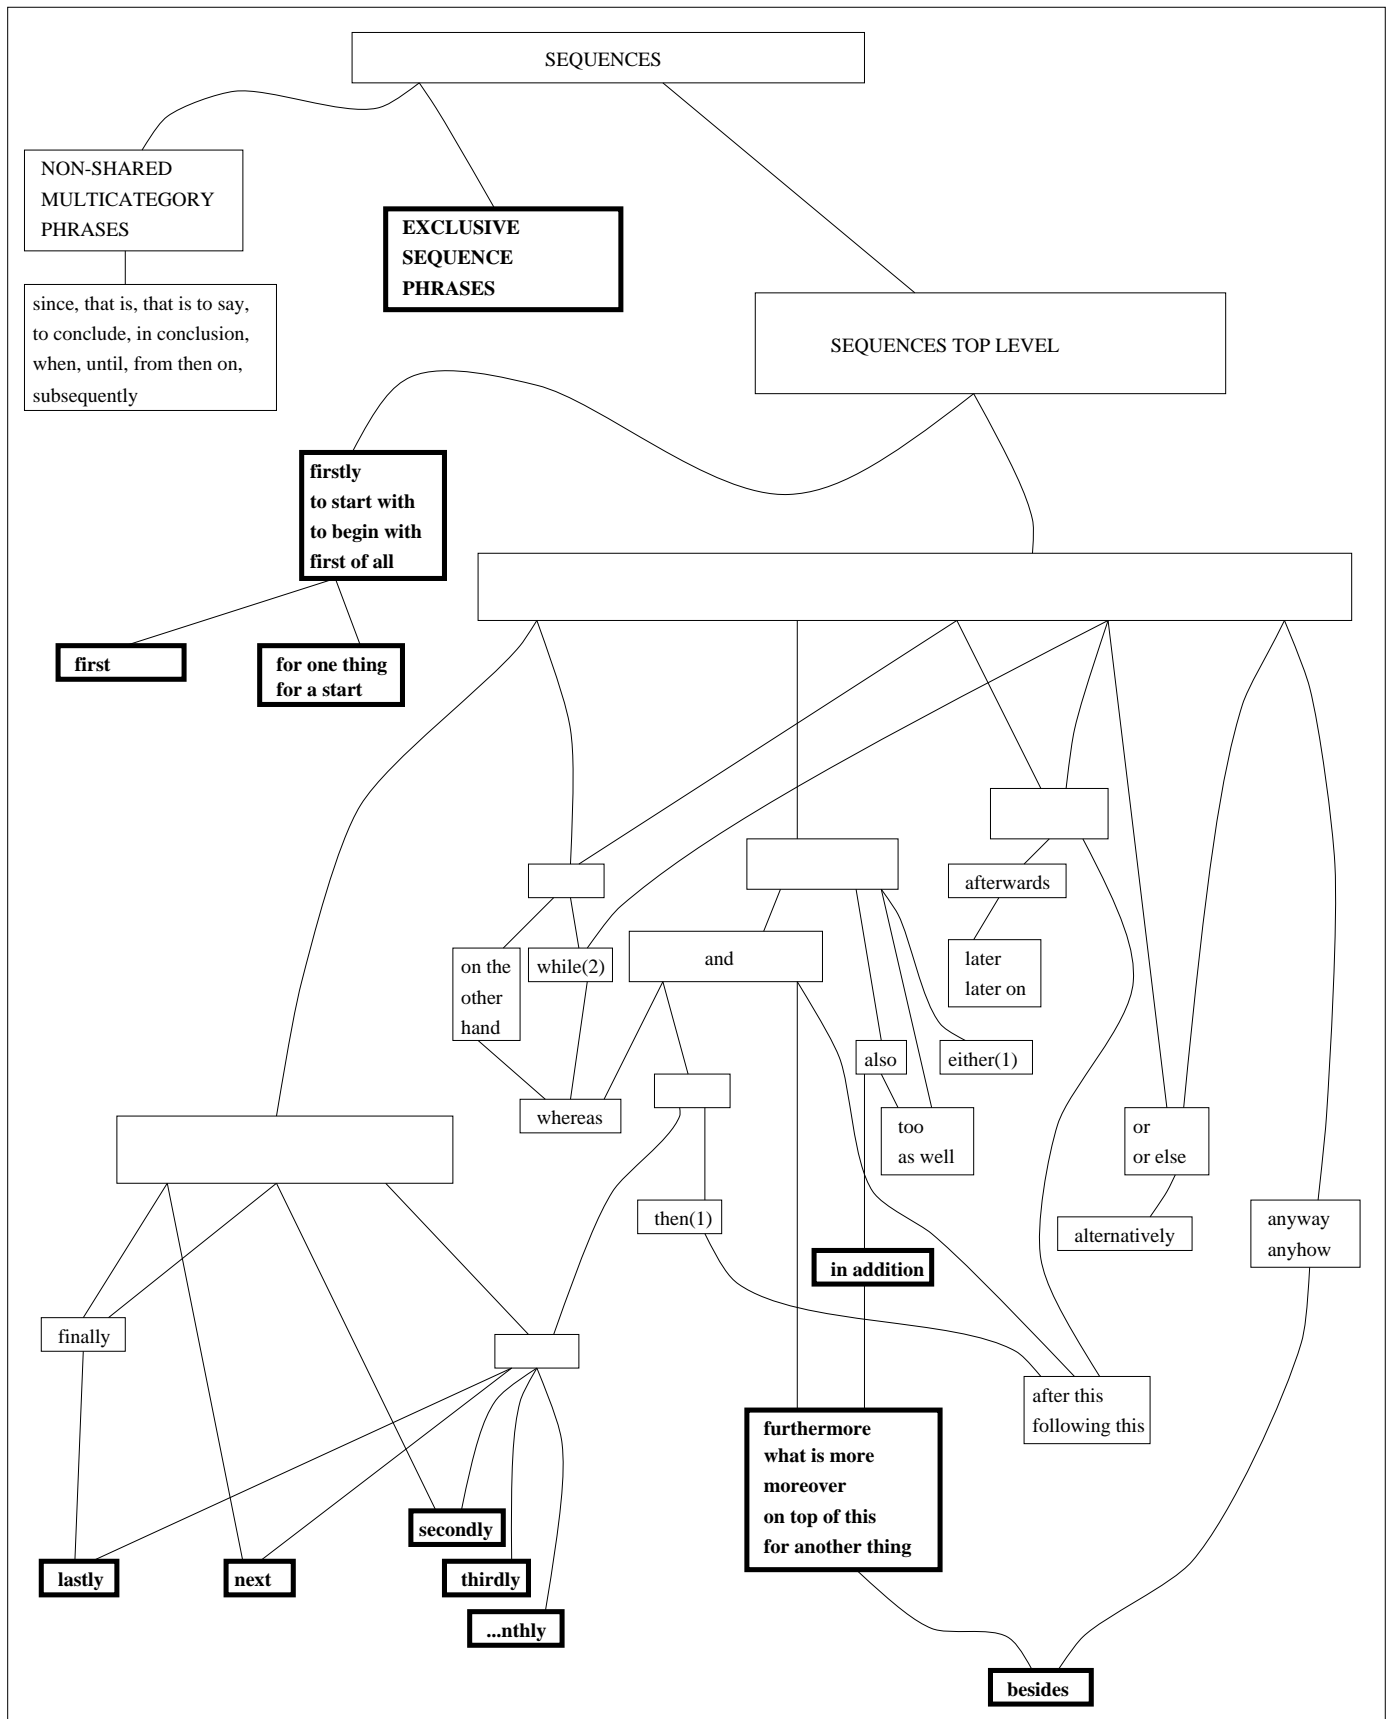 SEQUENCES
NON-SHARED
MULTICATEGORY
PHRASES
EXCLUSIVE
SEQUENCE
PHRASES
since, that is, that is to say,
to conclude, in conclusion,
when, until, from then on,
subsequently
SEQUENCES TOP LEVEL
firstly
to start with
to begin with
first of all
first
for one thing
for a start
afterwards
on the
other
hand
while(2)
and
later
later on
also
either(1)
whereas
too
as well
or
or else
then(1)
alternatively
anyway
anyhow
in addition
finally
after this
following this
furthermore
what is more
moreover
on top of this
for another thing
secondly
lastly
next
thirdly
...nthly
besides